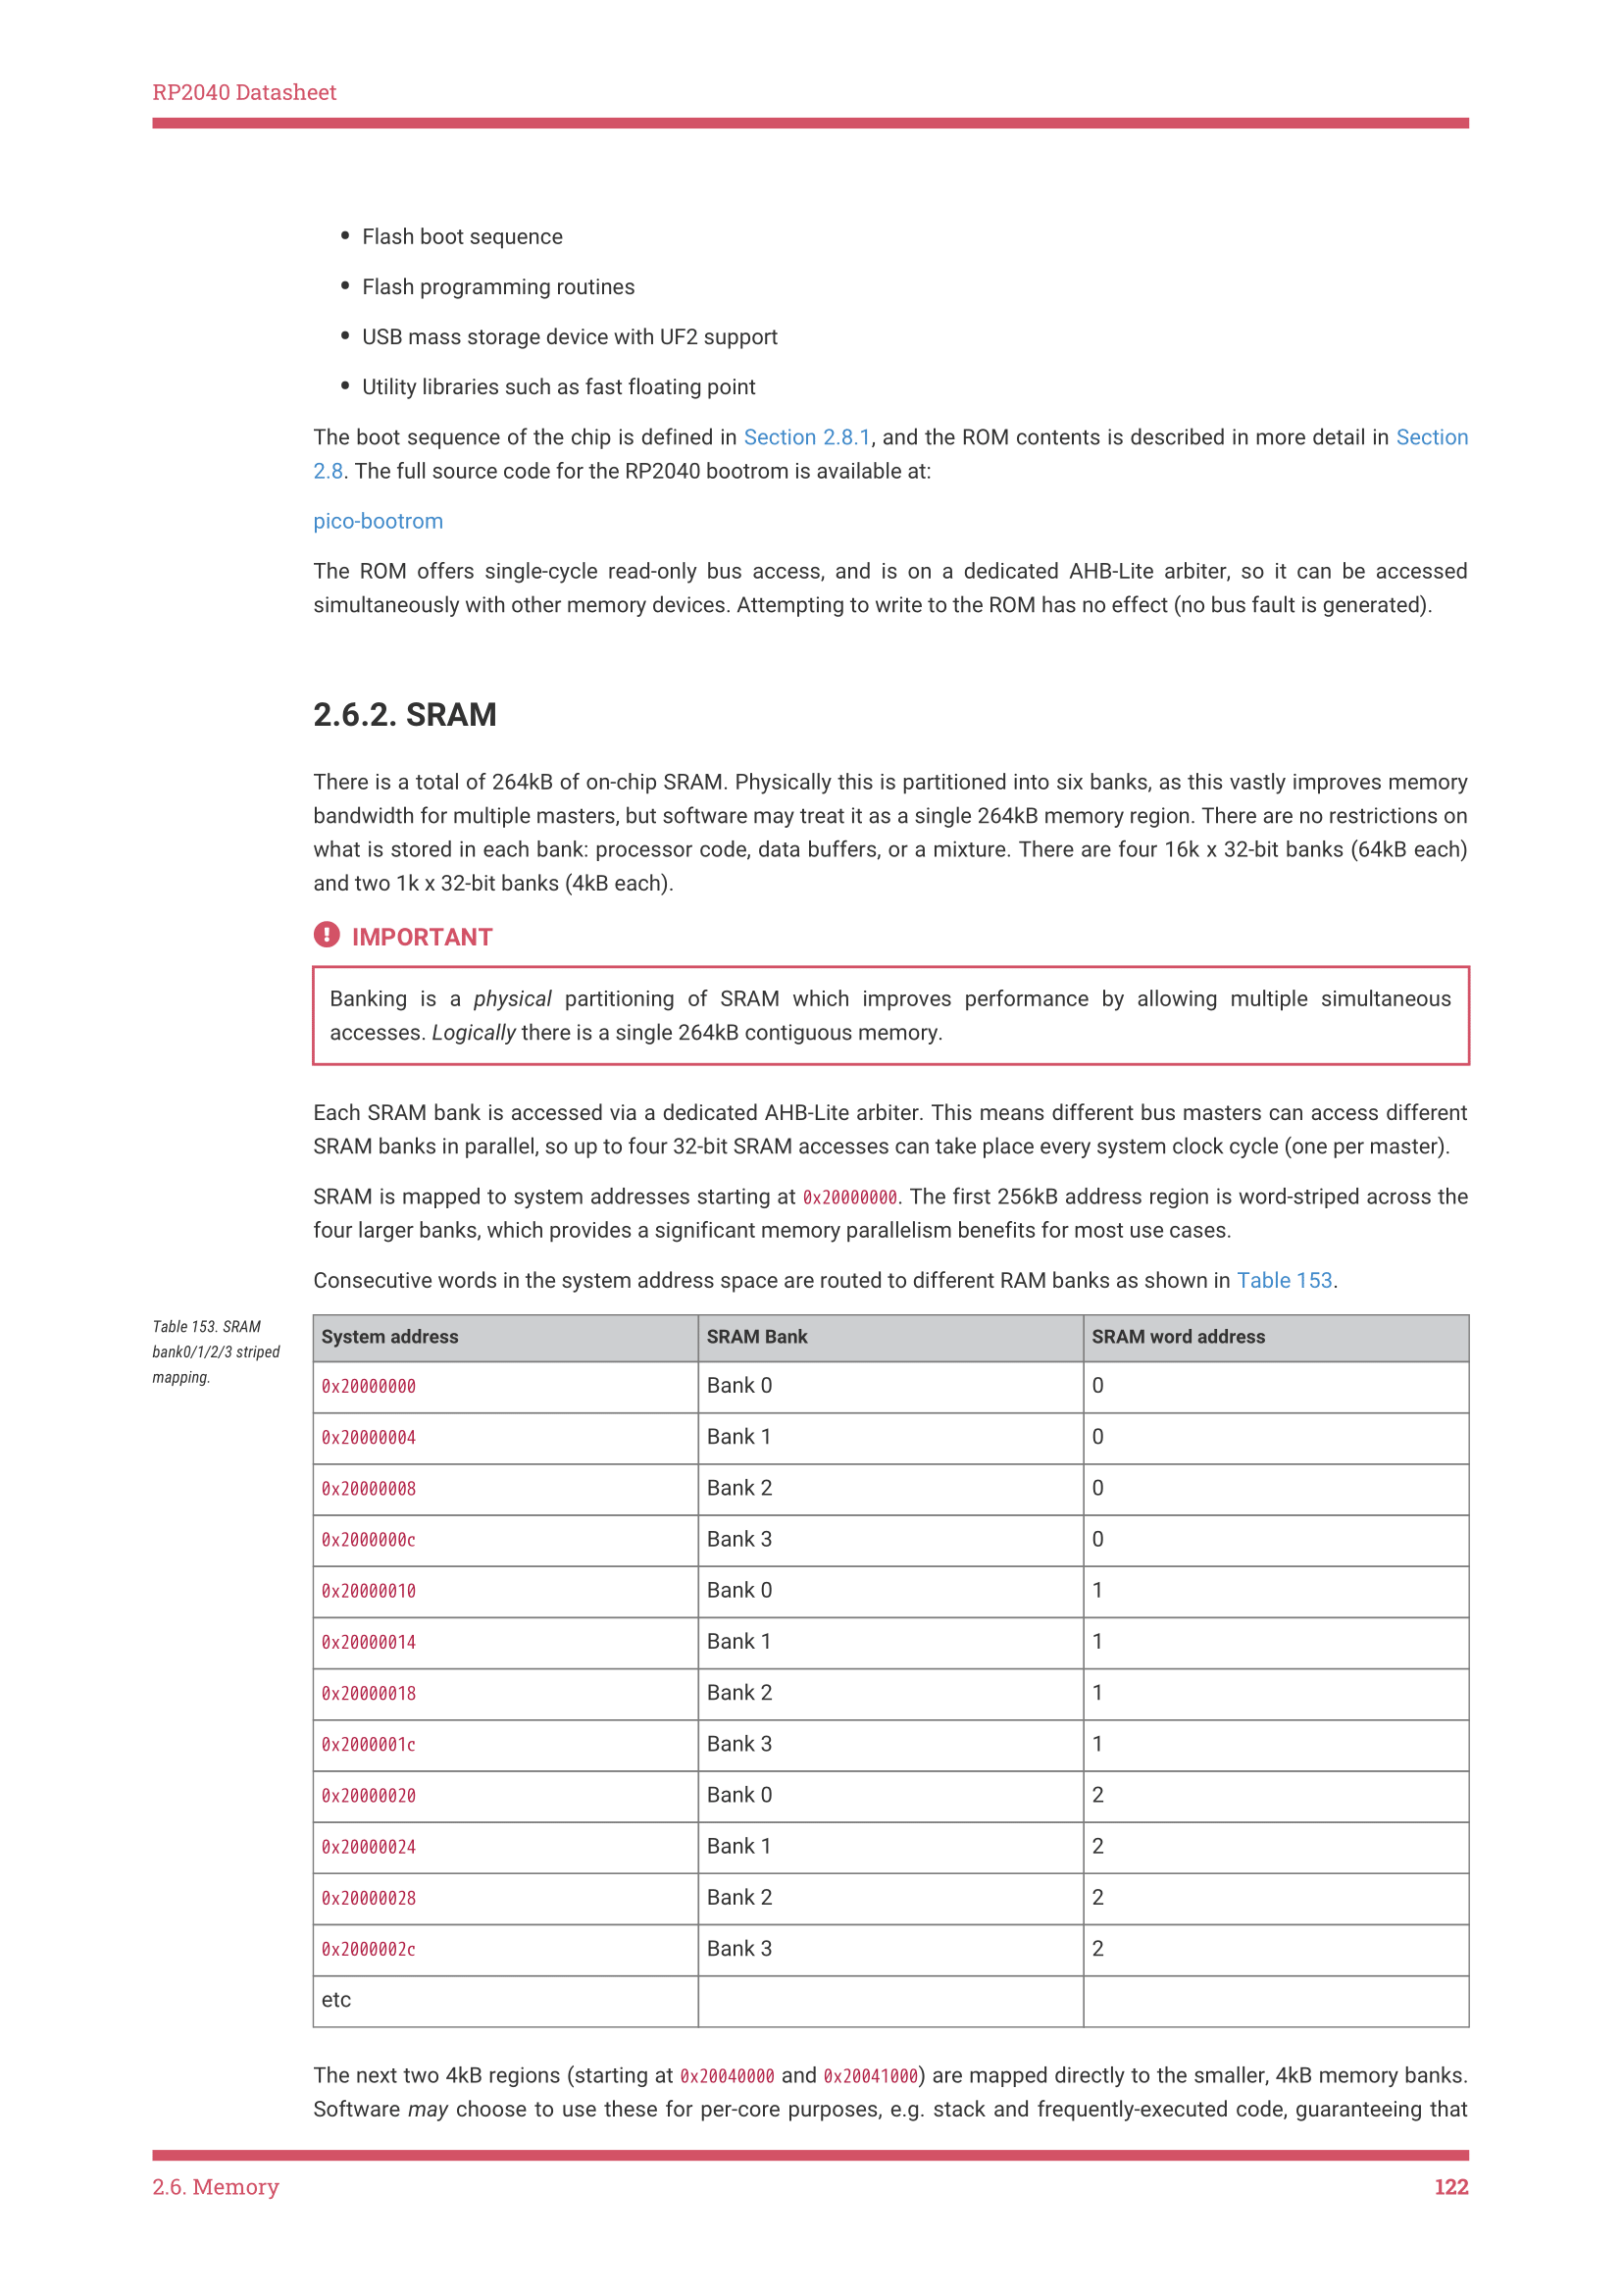 RP2040 Datasheet
• Flash boot sequence
• Flash programming routines
• USB mass storage device with UF2 support
• Utility libraries such as fast floating point
The boot sequence of the chip is defined in Section 2.8.1, and the ROM contents is described in more detail in Section
2.8. The full source code for the RP2040 bootrom is available at:
pico-bootrom
The ROM offers single-cycle read-only bus access, and is on a dedicated AHB-Lite arbiter, so it can be accessed
simultaneously with other memory devices. Attempting to write to the ROM has no effect (no bus fault is generated).
2.6.2. SRAM
There is a total of 264kB of on-chip SRAM. Physically this is partitioned into six banks, as this vastly improves memory
bandwidth for multiple masters, but software may treat it as a single 264kB memory region. There are no restrictions on
what is stored in each bank: processor code, data buffers, or a mixture. There are four 16k x 32-bit banks (64kB each)
and two 1k x 32-bit banks (4kB each).
IMPORTANT
Banking is a physical partitioning of SRAM which improves performance by allowing multiple simultaneous
accesses. Logically there is a single 264kB contiguous memory.
Each SRAM bank is accessed via a dedicated AHB-Lite arbiter. This means different bus masters can access different
SRAM banks in parallel, so up to four 32-bit SRAM accesses can take place every system clock cycle (one per master).
SRAM is mapped to system addresses starting at 0x20000000. The first 256kB address region is word-striped across the
four larger banks, which provides a significant memory parallelism benefits for most use cases.
Consecutive words in the system address space are routed to different RAM banks as shown in Table 153.
Table 153. SRAM
bank0/1/2/3 striped
mapping.
System address SRAM Bank SRAM word address
0x20000000 Bank 0 0
0x20000004 Bank 1 0
0x20000008 Bank 2 0
0x2000000c Bank 3 0
0x20000010 Bank 0 1
0x20000014 Bank 1 1
0x20000018 Bank 2 1
0x2000001c Bank 3 1
0x20000020 Bank 0 2
0x20000024 Bank 1 2
0x20000028 Bank 2 2
0x2000002c Bank 3 2
etc
The next two 4kB regions (starting at 0x20040000 and 0x20041000) are mapped directly to the smaller, 4kB memory banks.
Software may choose to use these for per-core purposes, e.g. stack and frequently-executed code, guaranteeing that
2.6. Memory 122